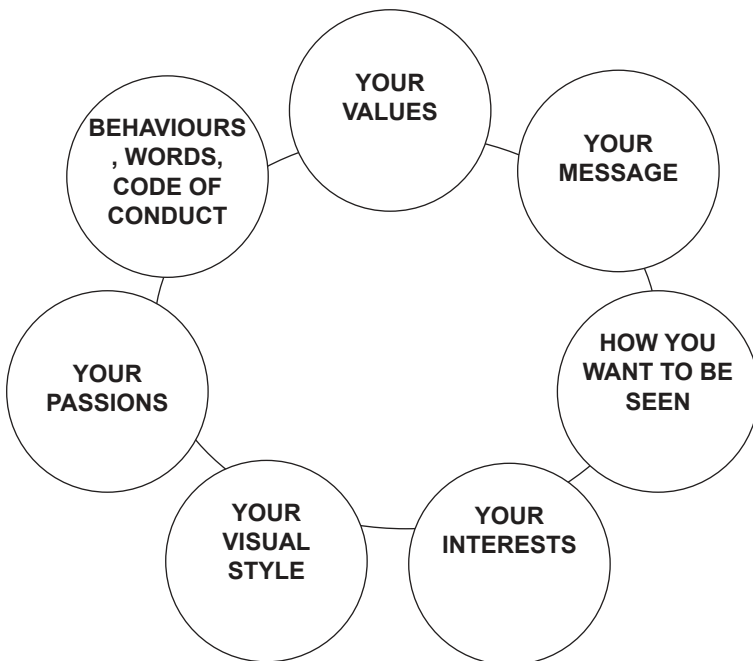 YOUR
VALUES
YOUR
MESSAGE
HOW YOU
WANT TO BE
SEEN
YOUR
INTERESTS
YOUR
VISUAL
STYLE
YOUR
PASSIONS
BEHAVIOURS
, WORDS,
CODE OF
CONDUCT